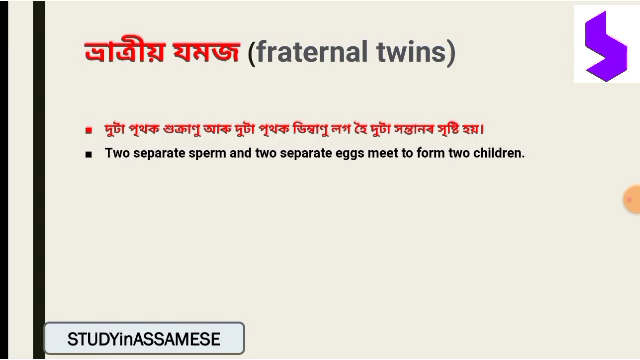 ভ্ৰাত্ৰীয় যমজ (fraternal twins)
দুটা পৃথক শুক্ৰাণু আৰু দুটা পৃথক ডিম্বাণু লগ হৈ দুটা সন্তানৰ সৃষ্টি হয়।
Two separate sperm and two separate eggs meet to form two children.
STUDYinASSAMESE